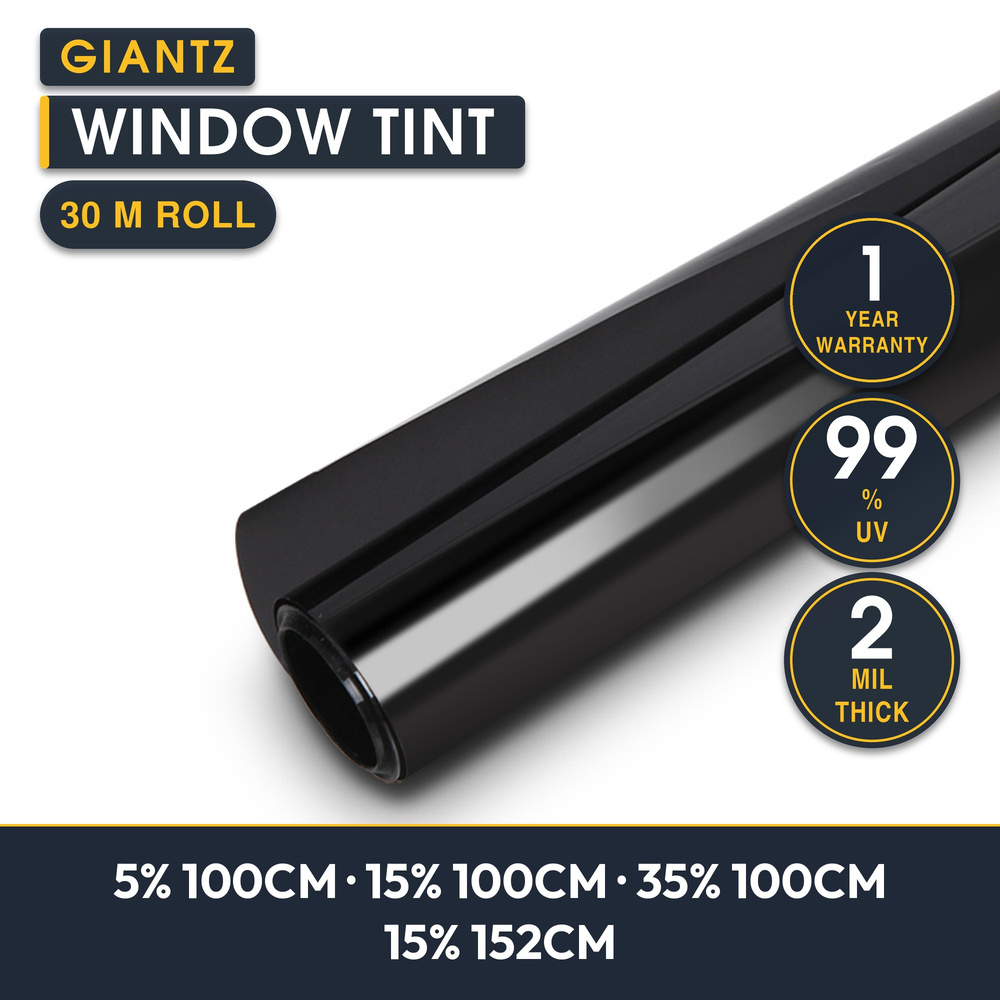 GIANTZ
WINDOW TINT
30 M ROLL
1
YEAR
WARRANTY
99
%
UV
2
MIL
THICK
5% 100CM · 15% 100CM · 35% 100CM
15% 152CM